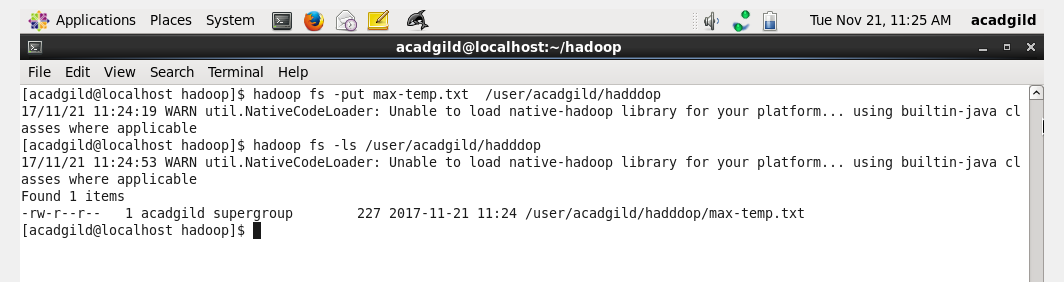 Applications Places System Tue Nov 21, 11:25 AM acadgild
acadgild@localhost:~/hadoop
File Edit View Search Terminal Help
[acadgild@localhost hadoop]$ hadoop fs -put max-temp.txt  /user/acadgild/hadddop
17/11/21 11:24:19 WARN util.NativeCodeLoader: Unable to load native-hadoop library for your platform... using builtin-java cl
asses where applicable
[acadgild@localhost hadoop]$ hadoop fs -ls /user/acadgild/hadddop
17/11/21 11:24:53 WARN util.NativeCodeLoader: Unable to load native-hadoop library for your platform... using builtin-java cl
asses where applicable
Found 1 items
-rw-r--r--   1 acadgild supergroup        227 2017-11-21 11:24 /user/acadgild/hadddop/max-temp.txt
[acadgild@localhost hadoop]$